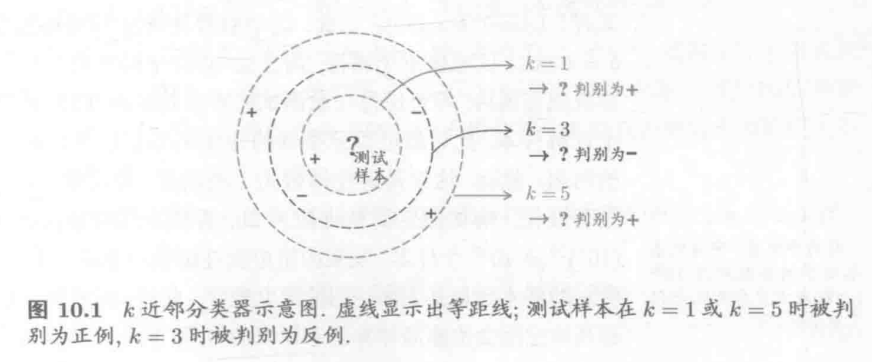 k = 1
→ ? 判别为+
+
−
k = 3
?
+
测试
→ ? 判别为−
样本
−
k = 5
+
→ ? 判别为+
图 10.1 k 近邻分类器示意图. 虚线显示出等距线; 测试样本在 k = 1 或 k = 5 时被判
别为正例, k = 3 时被判别为反例.